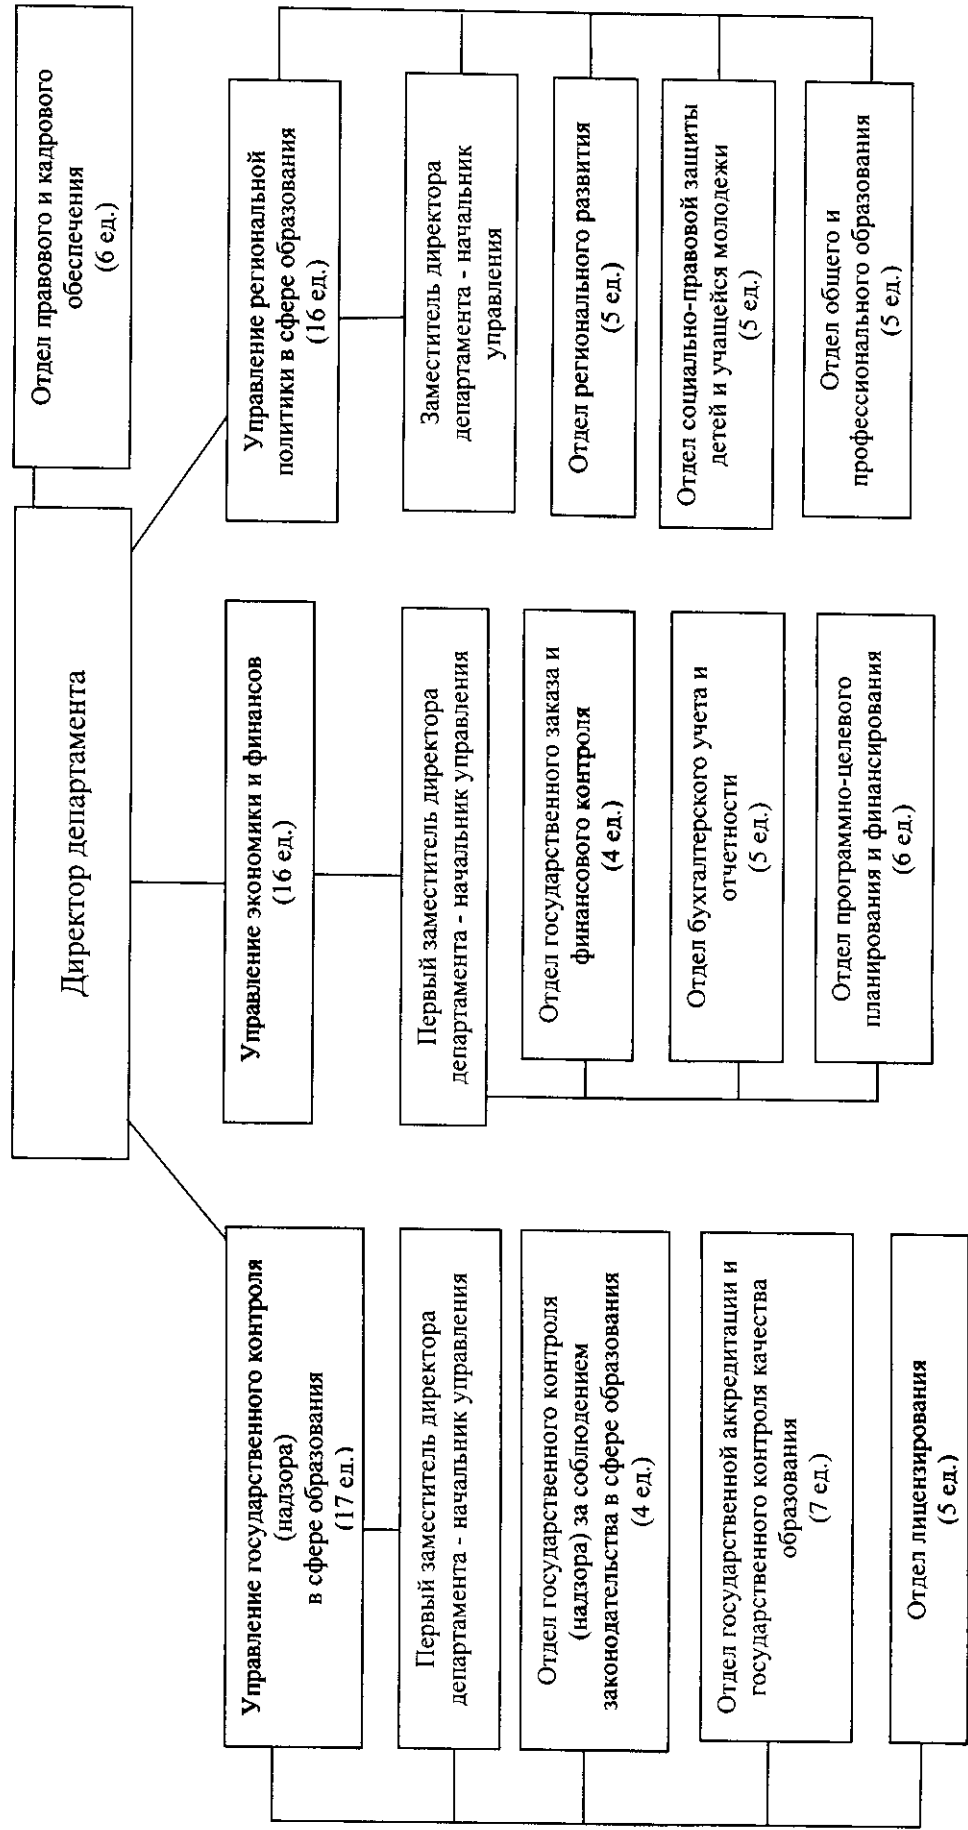 Директор департамента
Отдел правового и кадрового
обеспечения
(6 ед.)
Управление государственного контроля
(надзора)
в сфере образования
(17 ед.)
Первый заместитель директора
департамента - начальник управления
Отдел государственного контроля
(надзора) за соблюдением
законодательства в сфере образования
(4 ед.)
Отдел государственной аккредитации и
государственного контроля качества
образования
(7 ед.)
Отдел лицензирования
(5 ед.)
Управление экономики и финансов
(16 ед.)
Первый заместитель директора
департамента - начальник управления
Отдел государственного заказа и
финансового контроля
(4 ед.)
Отдел бухгалтерского учета и
отчетности
(5 ед.)
Отдел программно-целевого
планирования и финансирования
(6 ед.)
Управление региональной
политики в сфере образования
(16 ед.)
Заместитель директора
департамента - начальник
управления
Отдел регионального развития
(5 ед.)
Отдел социально-правовой защиты
детей и учащейся молодежи
(5 ед.)
Отдел общего и
профессионального образования
(5 ед.)